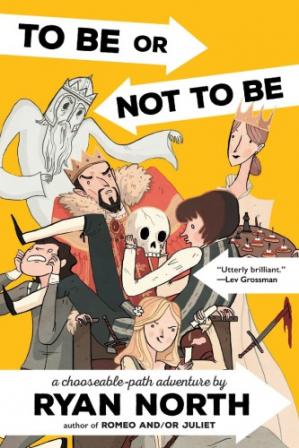 TO BE OR
NOT TO BE
"Utterly brilliant."
—Lev Grossman
a chooseable-path adventure by
RYAN NORTH
author of ROMEO AND/OR JULIET